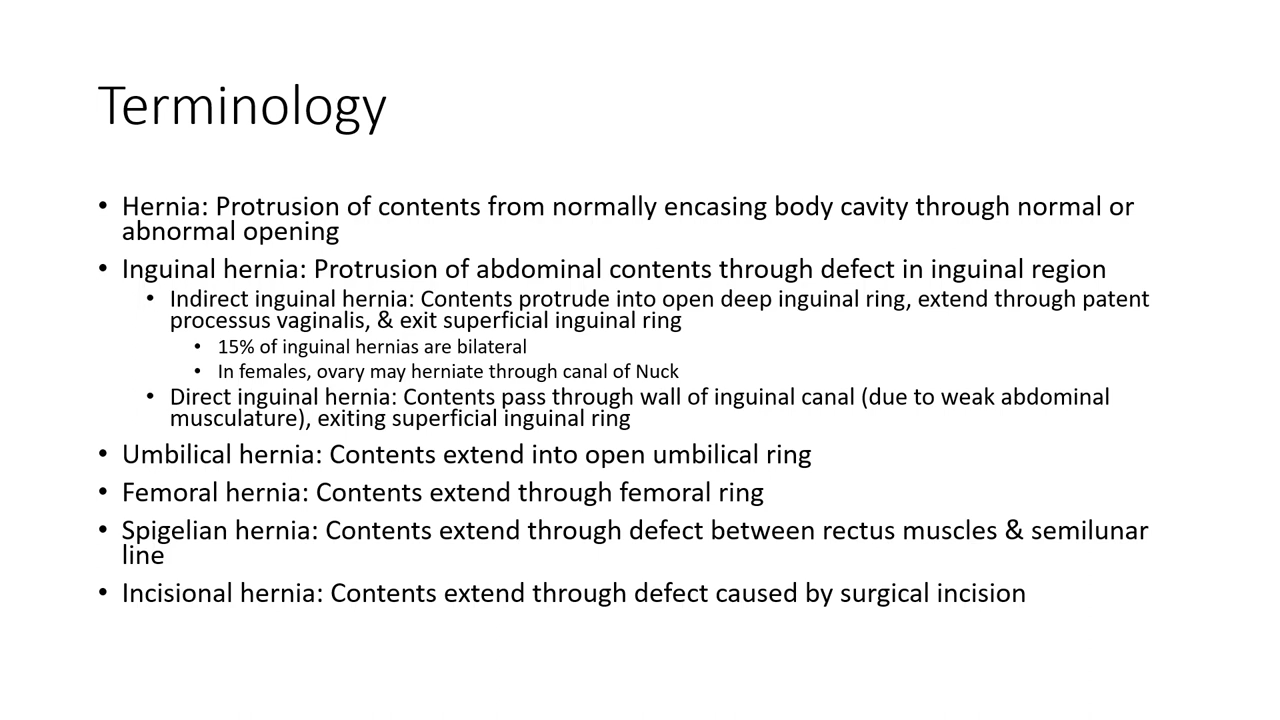 Terminology
• Hernia: Protrusion of contents from normally encasing body cavity through normal or
abnormal opening
• Inguinal hernia: Protrusion of abdominal contents through defect in inguinal region
• Indirect inguinal hernia: Contents protrude into open deep inguinal ring, extend through patent
processus vaginalis, & exit superficial inguinal ring
• 15% of inguinal hernias are bilateral
• In females, ovary may herniate through canal of Nuck
• Direct inguinal hernia: Contents pass through wall of inguinal canal (due to weak abdominal
musculature), exiting superficial inguinal ring
• Umbilical hernia: Contents extend into open umbilical ring
• Femoral hernia: Contents extend through femoral ring
• Spigelian hernia: Contents extend through defect between rectus muscles & semilunar
line
• Incisional hernia: Contents extend through defect caused by surgical incision